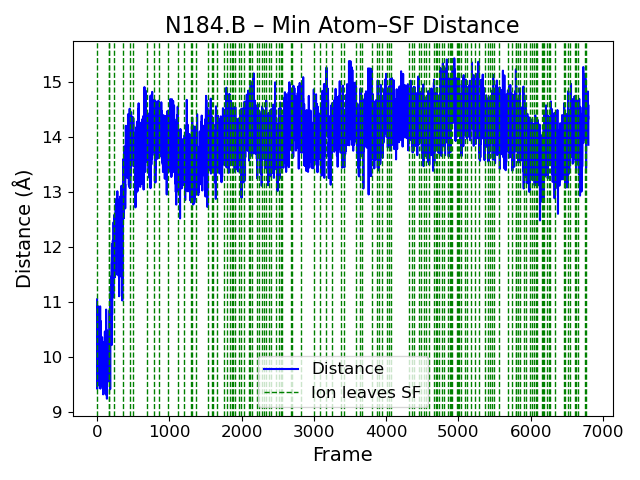 N184.B – Min Atom–SF Distance
Distance (Å)
15
14
13
12
11
10
9
Distance
Ion leaves SF
0 1000 2000 3000 4000 5000 6000 7000
Frame